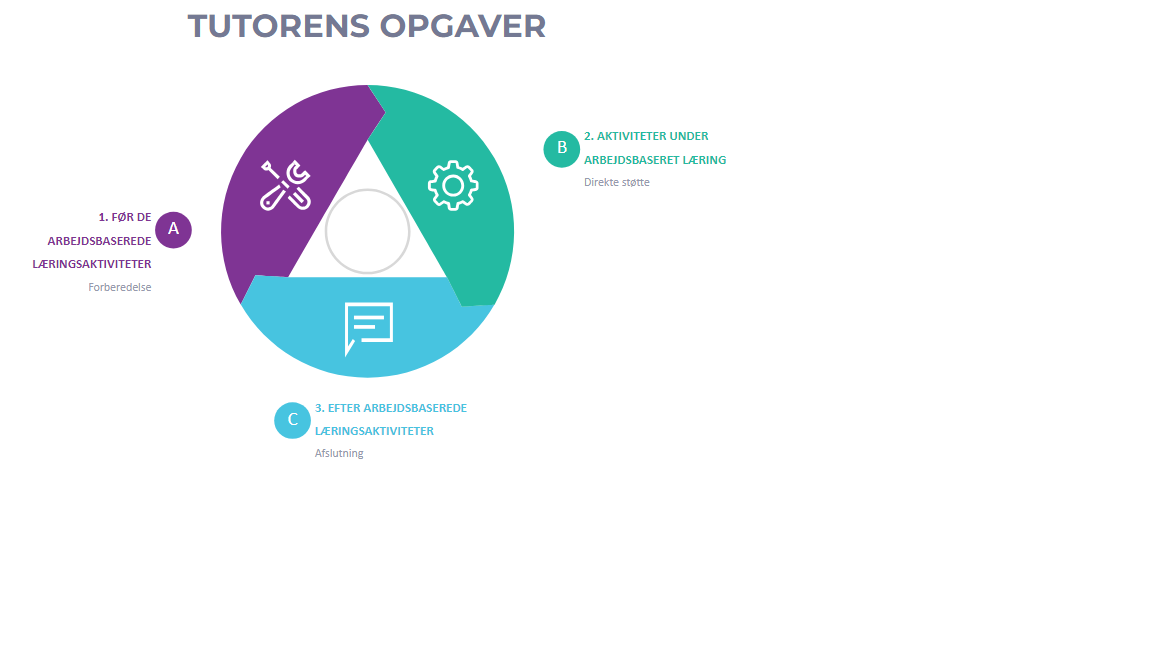 TUTORENS OPGAVER
A
1. FØR DE
ARBEJDSBASEREDE
LÆRINGSAKTIVITETER
Forberedelse
B
2. AKTIVITETER UNDER
ARBEJDSBASERET LÆRING
Direkte støtte
C
3. EFTER ARBEJDSBASEREDE
LÆRINGSAKTIVITETER
Afslutning